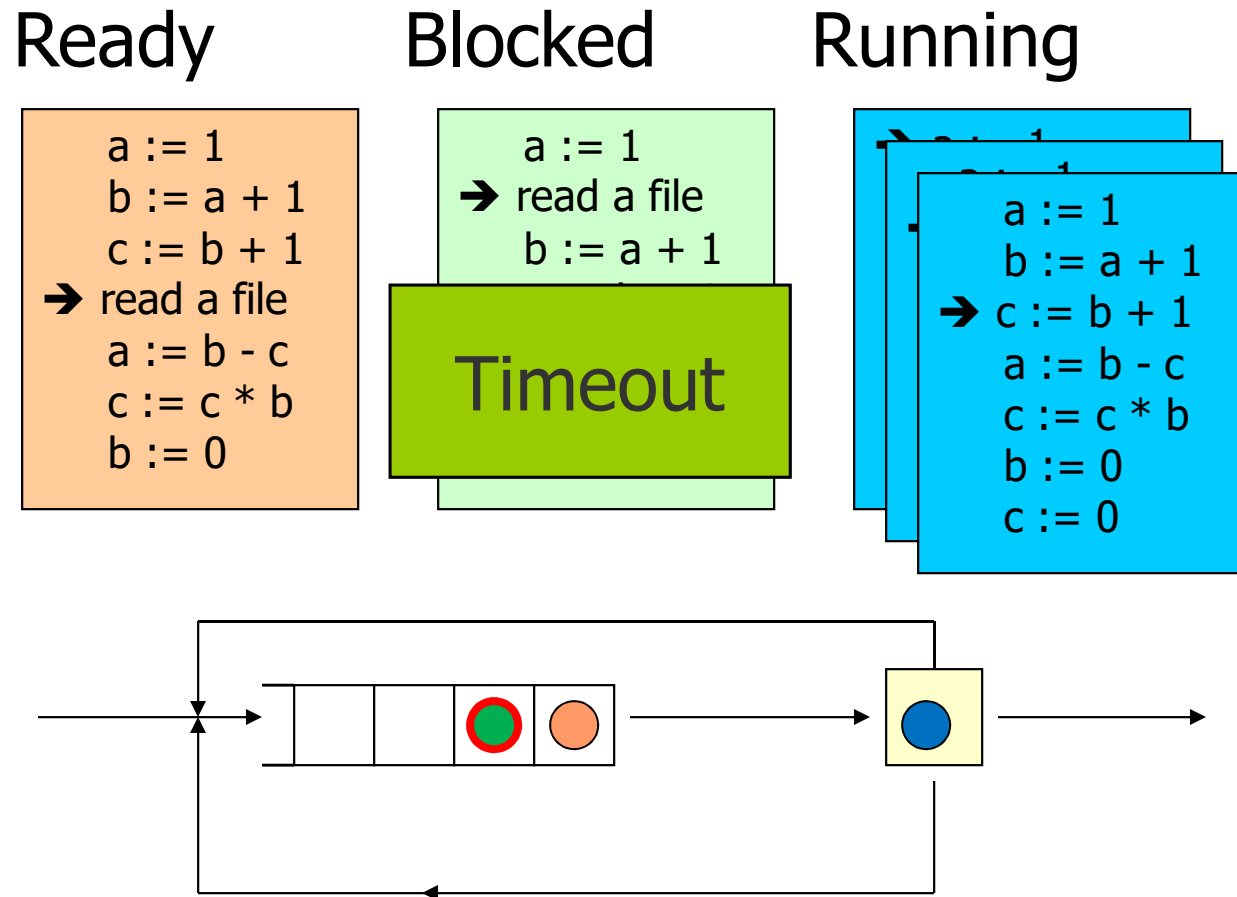 Ready
Blocked
Running
a := 1
b := a + 1
c := b + 1
➔ read a file
a := b - c
c := c * b
b := 0
a := 1
➔ read a file
b := a + 1
Timeout
a := 1
b := a + 1
➔ c := b + 1
a := b - c
c := c * b
b := 0
c := 0